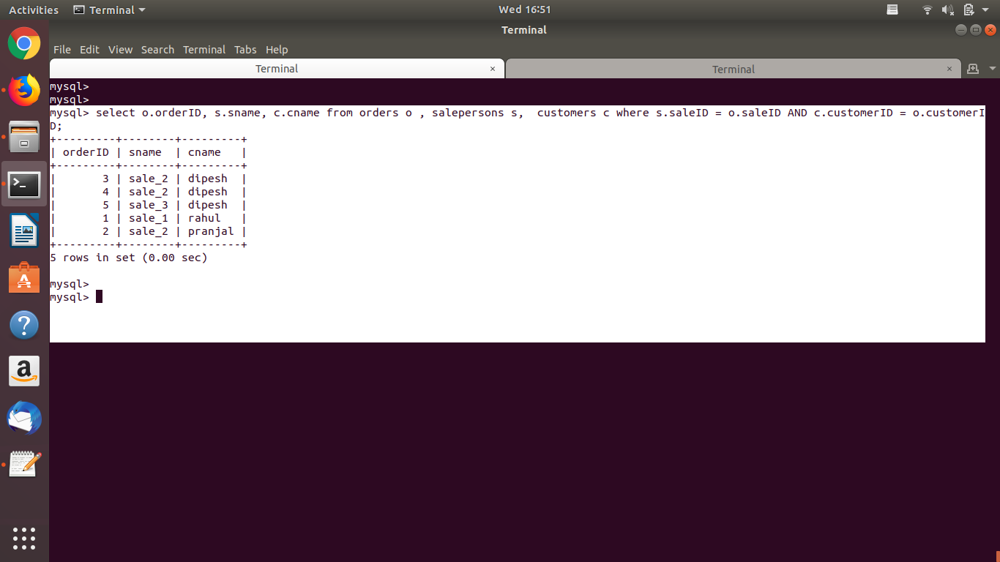 Activities Terminal Wed 16:51
Terminal
File Edit View Search Terminal Tabs Help
Terminal × Terminal ×
mysql>
mysql>
mysql> select o.orderID, s.sname, c.cname from orders o , salepersons s,  customers c where s.saleID = o.saleID AND c.customerID = o.customerI
D;
+---------+--------+---------+
| orderID | sname  | cname   |
+---------+--------+---------+
|       3 | sale_2 | dipesh  |
|       4 | sale_2 | dipesh  |
|       5 | sale_3 | dipesh  |
|       1 | sale_1 | rahul   |
|       2 | sale_2 | pranjal |
+---------+--------+---------+
5 rows in set (0.00 sec)
mysql>
mysql>